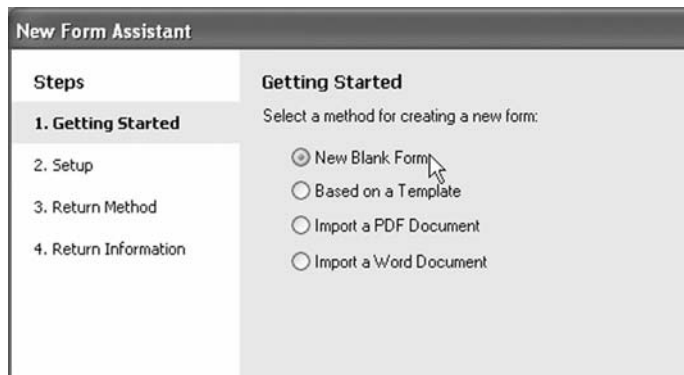 New Form Assistant
Steps
1. Getting Started
2. Setup
3. Return Method
4. Return Information
Getting Started
Select a method for creating a new form:
New Blank Form
Based on a Template
Import a PDF Document
Import a Word Document